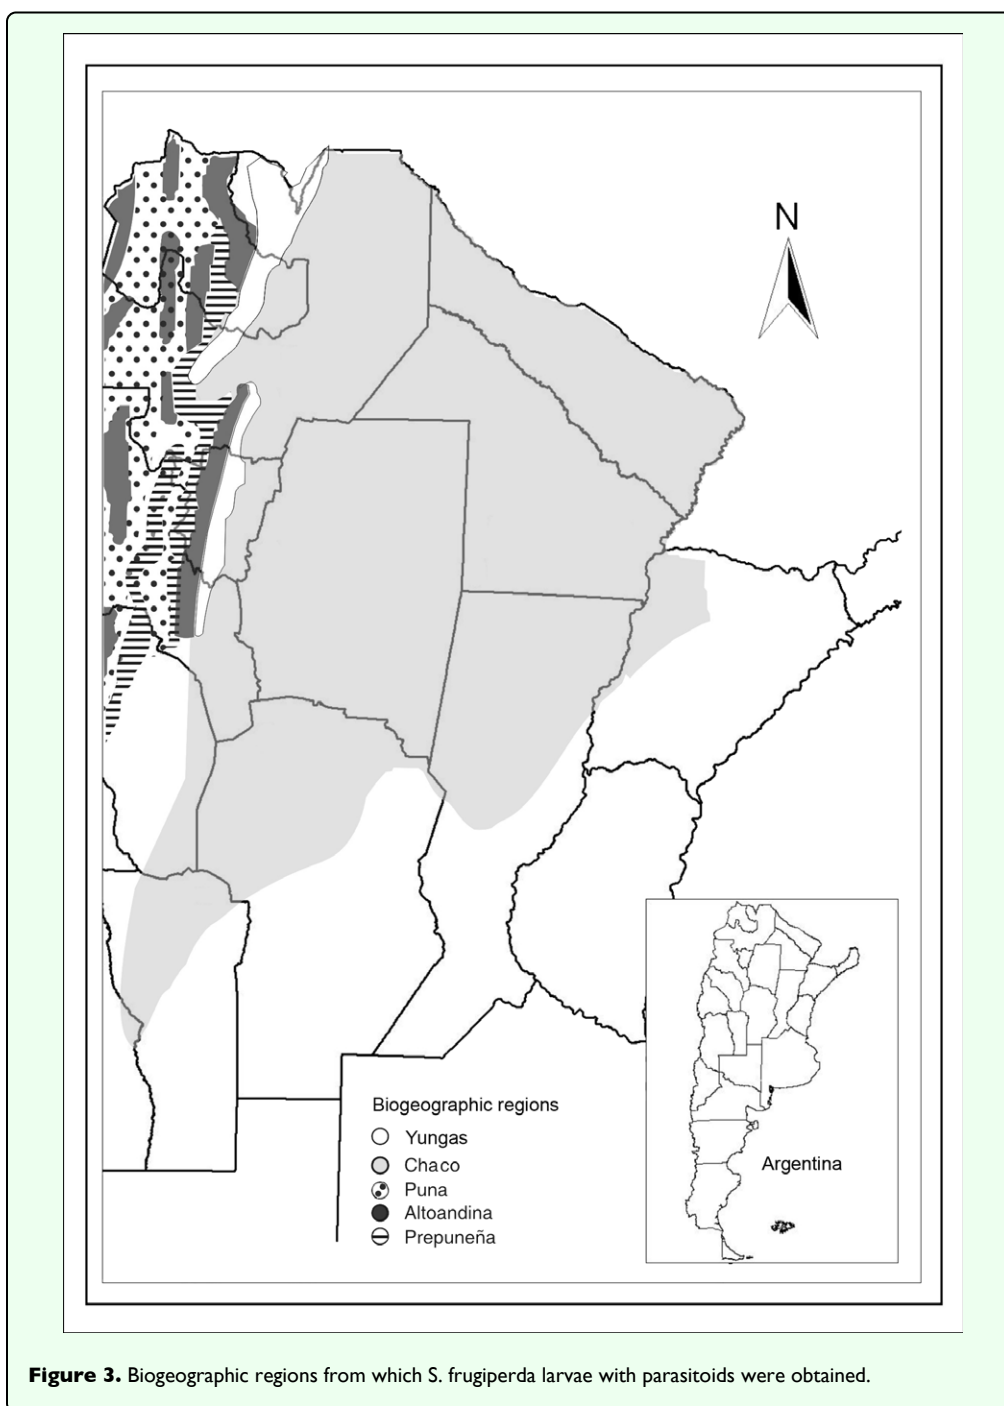 N
Biogeographic regions
Yungas
Chaco
Puna
Altoandina
Prepuneña
Argentina
Figure 3. Biogeographic regions from which S. frugiperda larvae with parasitoids were obtained.